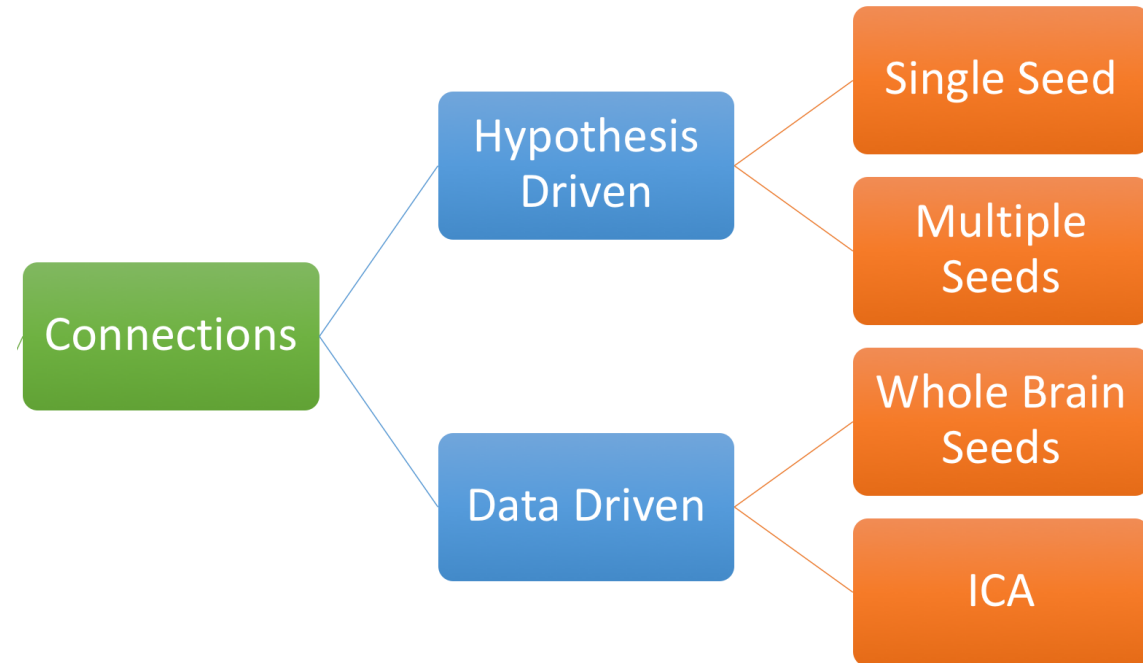 Connections
Hypothesis
Driven
Data Driven
Single Seed
Multiple
Seeds
Whole Brain
Seeds
ICA